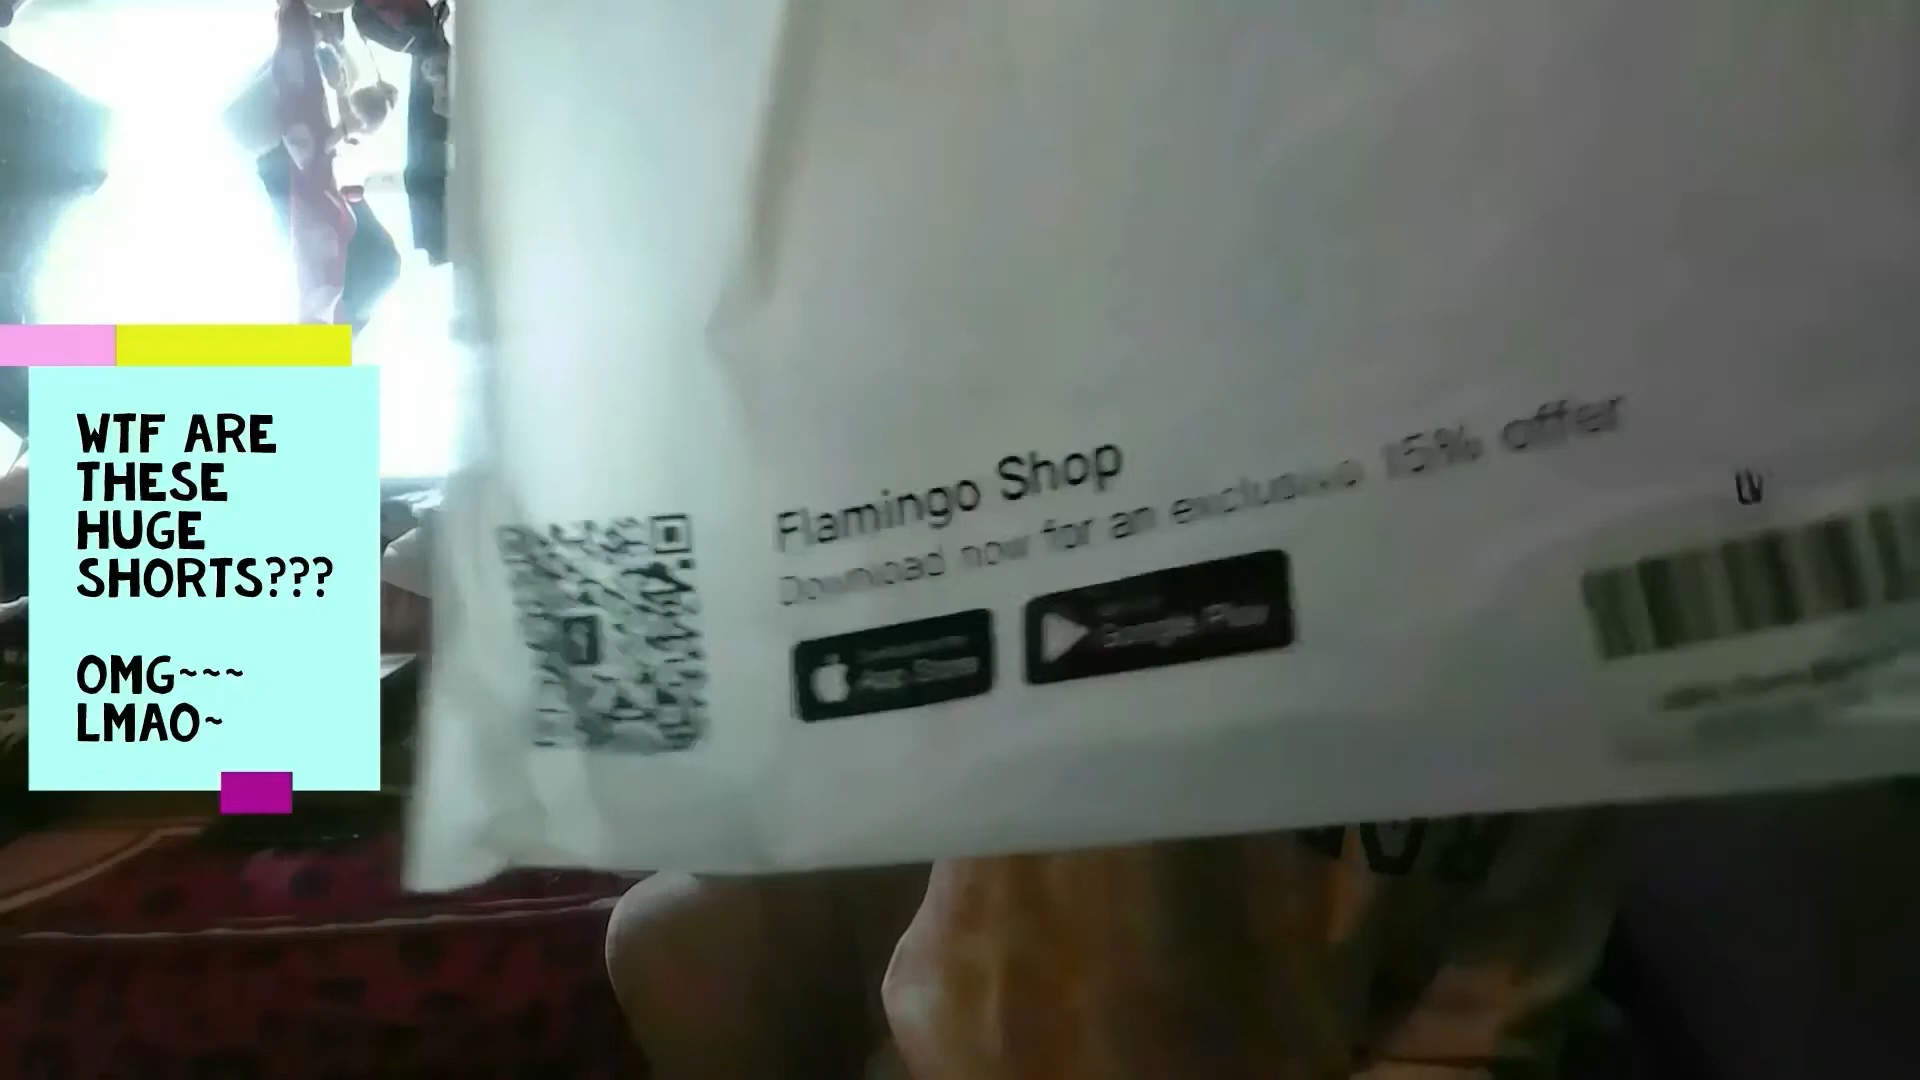 WTF ARE
THESE
HUGE
SHORTS???
OMG~~~
LMAO~
Flamingo Shop
Download now for an exclusive 15% offer
App Store
Google Play